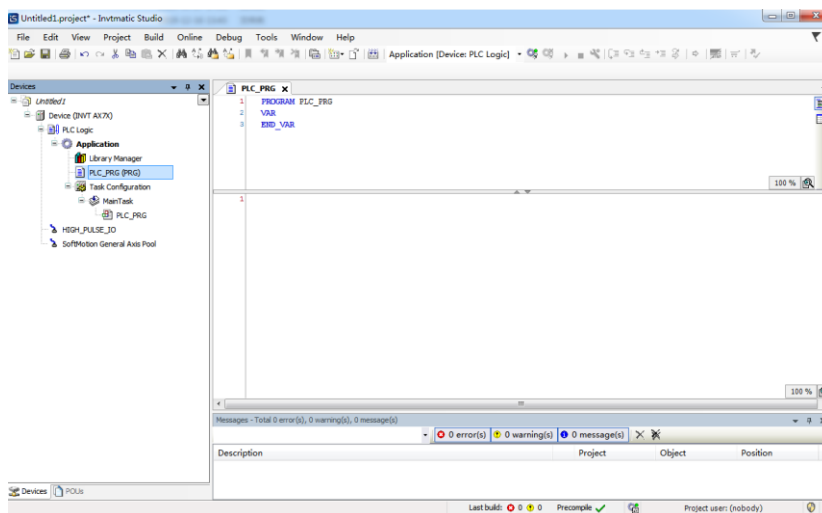 Untitled1.project* - Invtmatic Studio
File Edit View Project Build Online Debug Tools Window Help
Application [Device: PLC Logic]
Devices
Untitled1
Device (INVT AX7X)
PLC Logic
Application
Library Manager
PLC_PRG (PRG)
Task Configuration
MainTask
PLC_PRG
HIGH_PULSE_IO
SoftMotion General Axis Pool
Devices POUs
PLC_PRG
1 PROGRAM PLC_PRG
2 VAR
3 END_VAR
100 %
1
100 %
Messages - Total 0 error(s), 0 warning(s), 0 message(s)
0 error(s) 0 warning(s) 0 message(s)
Description Project Object Position
Last build: 0 0 Precompile Project user: (nobody)